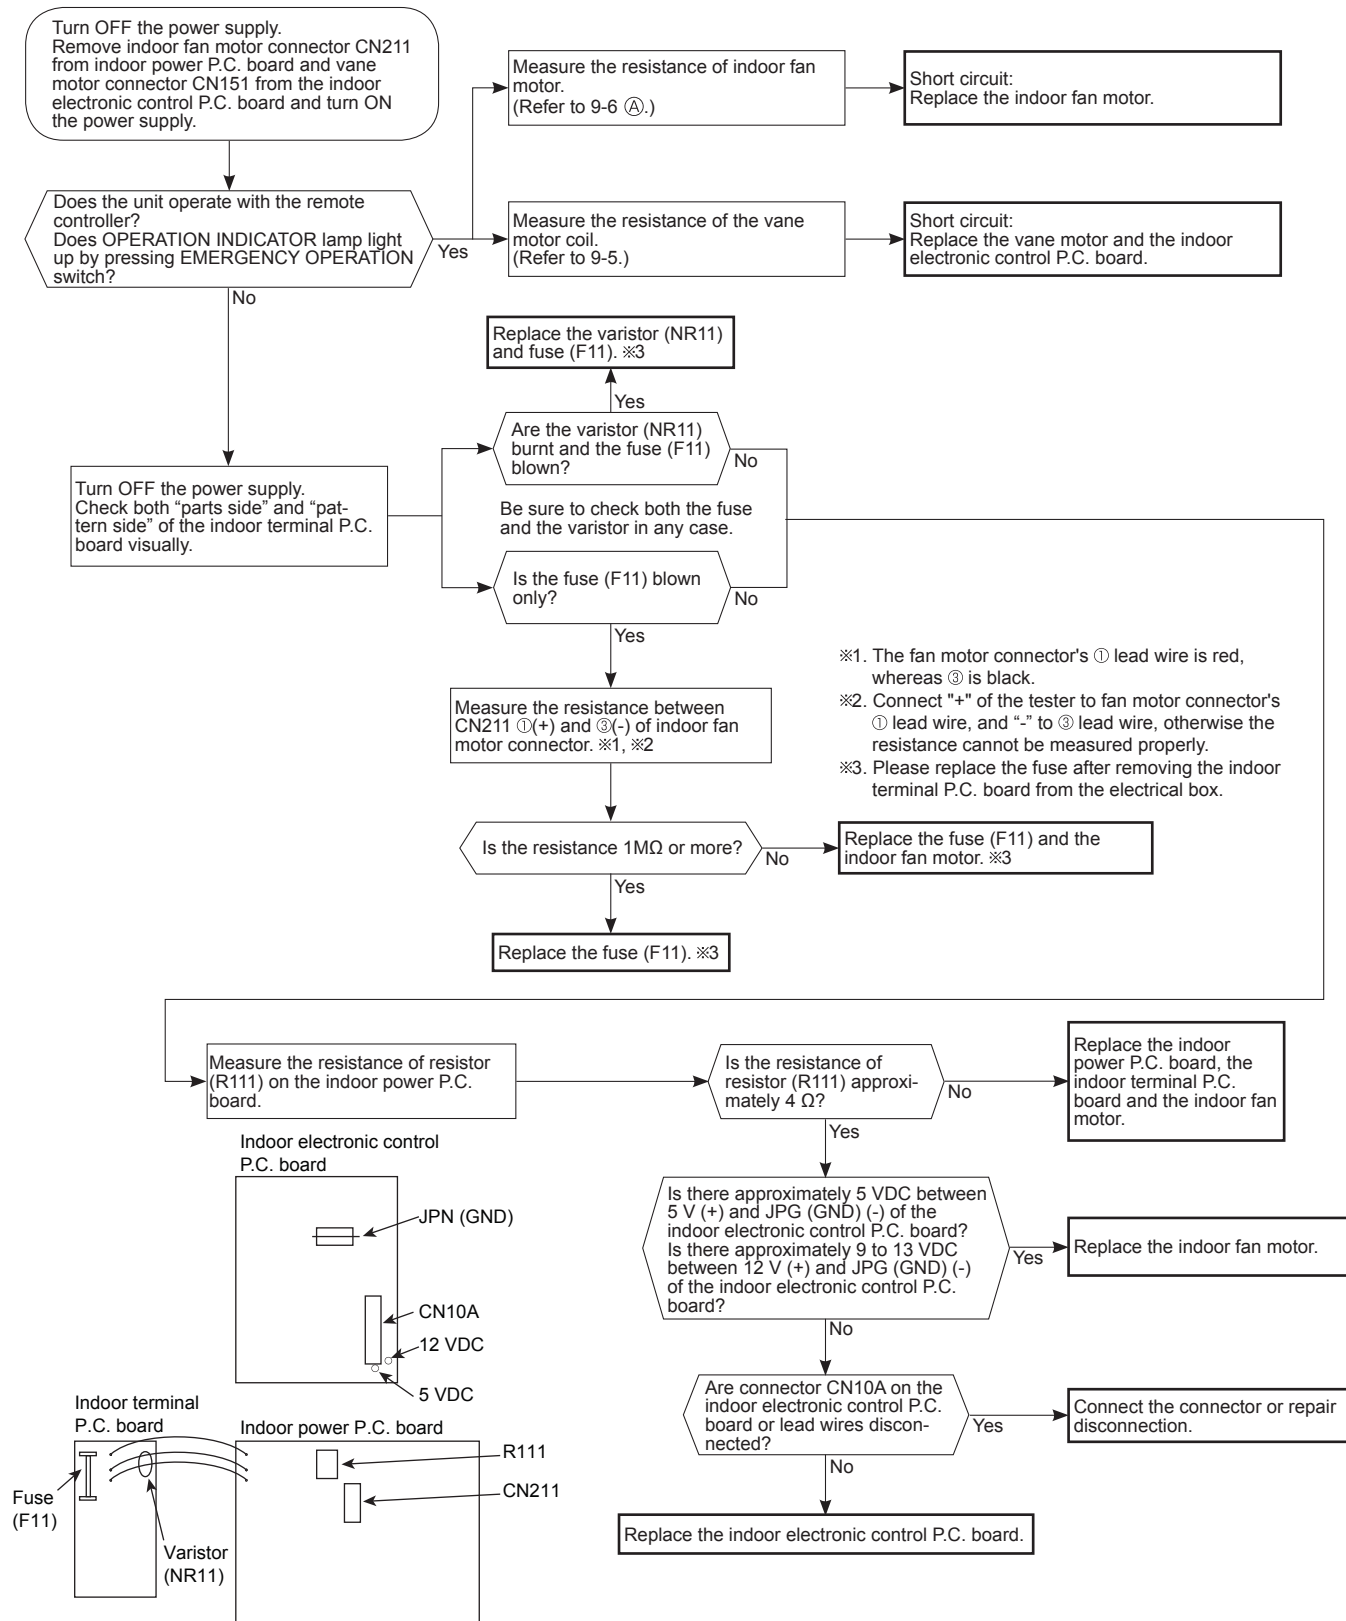 Turn OFF the power supply.
Remove indoor fan motor connector CN211
from indoor power P.C. board and vane
motor connector CN151 from the indoor
electronic control P.C. board and turn ON
the power supply.
Measure the resistance of indoor fan
motor.
(Refer to 9-6 Ⓐ.)
Short circuit:
Replace the indoor fan motor.
Does the unit operate with the remote
controller?
Does OPERATION INDICATOR lamp light
up by pressing EMERGENCY OPERATION
switch?
Yes
No
Measure the resistance of the vane
motor coil.
(Refer to 9-5.)
Short circuit:
Replace the vane motor and the indoor
electronic control P.C. board.
Replace the varistor (NR11)
and fuse (F11). ※3
Yes
Are the varistor (NR11)
burnt and the fuse (F11)
blown?
No
Turn OFF the power supply.
Check both “parts side” and “pat-
tern side” of the indoor terminal P.C.
board visually.
Be sure to check both the fuse
and the varistor in any case.
Is the fuse (F11) blown
only?
No
Yes
Measure the resistance between
CN211 ①(+) and ③(-) of indoor fan
motor connector. ※1, ※2
※1. The fan motor connector's ① lead wire is red,
whereas ③ is black.
※2. Connect "+" of the tester to fan motor connector's
① lead wire, and “-” to ③ lead wire, otherwise the
resistance cannot be measured properly.
※3. Please replace the fuse after removing the indoor
terminal P.C. board from the electrical box.
Is the resistance 1MΩ or more?
No
Replace the fuse (F11) and the
indoor fan motor. ※3
Yes
Replace the fuse (F11). ※3
Measure the resistance of resistor
(R111) on the indoor power P.C.
board.
Is the resistance of
resistor (R111) approxi-
mately 4 Ω?
No
Replace the indoor
power P.C. board, the
indoor terminal P.C.
board and the indoor fan
motor.
Yes
Is there approximately 5 VDC between
5 V (+) and JPG (GND) (-) of the
indoor electronic control P.C. board?
Is there approximately 9 to 13 VDC
between 12 V (+) and JPG (GND) (-)
of the indoor electronic control P.C.
board?
Yes
Replace the indoor fan motor.
No
Are connector CN10A on the
indoor electronic control P.C.
board or lead wires discon-
nected?
Yes
Connect the connector or repair
disconnection.
No
Replace the indoor electronic control P.C. board.
Indoor electronic control
P.C. board
JPN (GND)
CN10A
12 VDC
5 VDC
Indoor terminal
P.C. board
Indoor power P.C. board
R111
CN211
Fuse
(F11)
Varistor
(NR11)